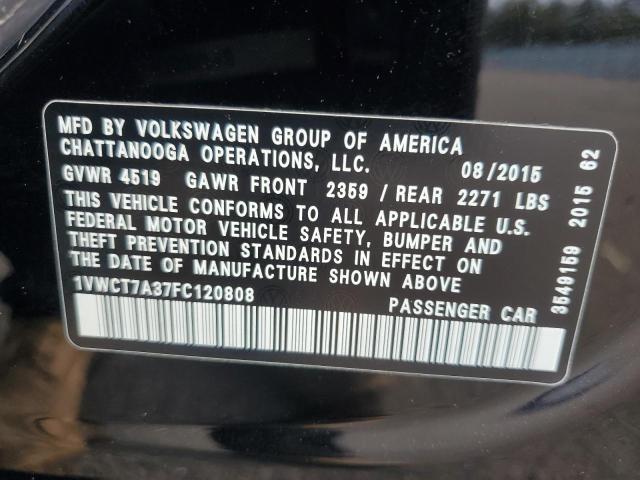 MFD BY VOLKSWAGEN GROUP OF AMERICA
CHATTANOOGA OPERATIONS, LLC. 08/2015
GVWR 4519 GAWR FRONT 2359 / REAR 2271 LBS
THIS VEHICLE CONFORMS TO ALL APPLICABLE U.S.
FEDERAL MOTOR VEHICLE SAFETY, BUMPER AND
THEFT PREVENTION STANDARDS IN EFFECT ON
THE DATE OF MANUFACTURE SHOWN ABOVE
1VWCT7A37FC120808 PASSENGER CAR
3549159 2015 62